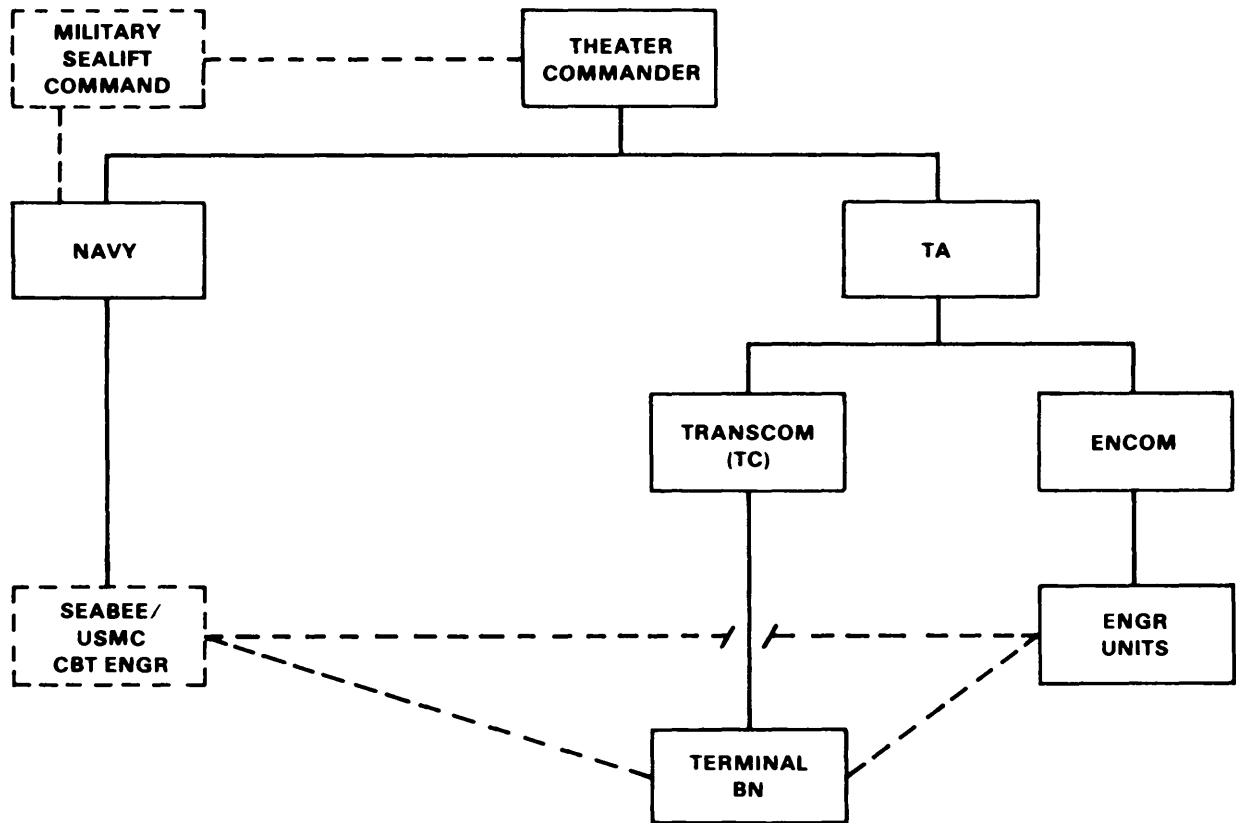 MILITARY
SEALIFT
COMMAND
THEATER
COMMANDER
NAVY
TA
TRANSCOM
(TC)
ENCOM
SEABEE/
USMC
CBT ENGR
ENGR
UNITS
TERMINAL
BN